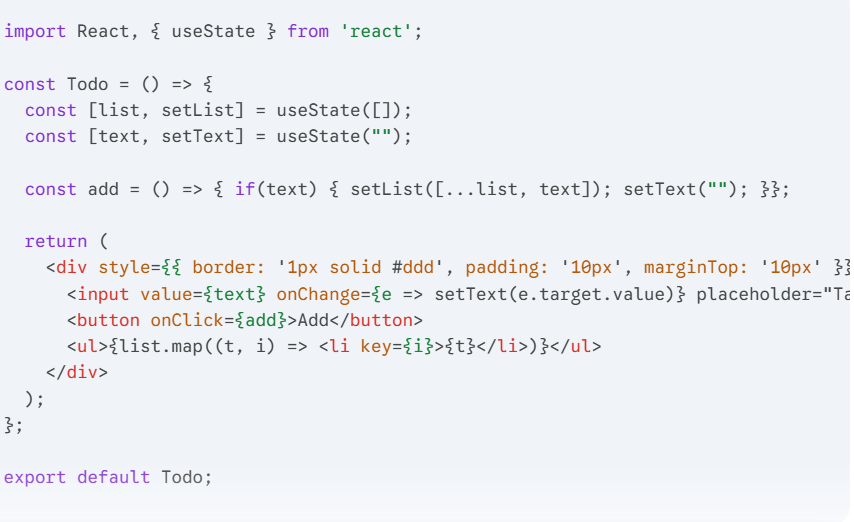 import React, { useState } from 'react';

const Todo = () => {
  const [list, setList] = useState([]);
  const [text, setText] = useState("");

  const add = () => { if(text) { setList([...list, text]); setText(""); }};

  return (
    <div style={{ border: '1px solid #ddd', padding: '10px', marginTop: '10px' }}
      <input value={text} onChange={e => setText(e.target.value)} placeholder="Ta
      <button onClick={add}>Add</button>
      <ul>{list.map((t, i) => <li key={i}>{t}</li>)}</ul>
    </div>
  );
};

export default Todo;